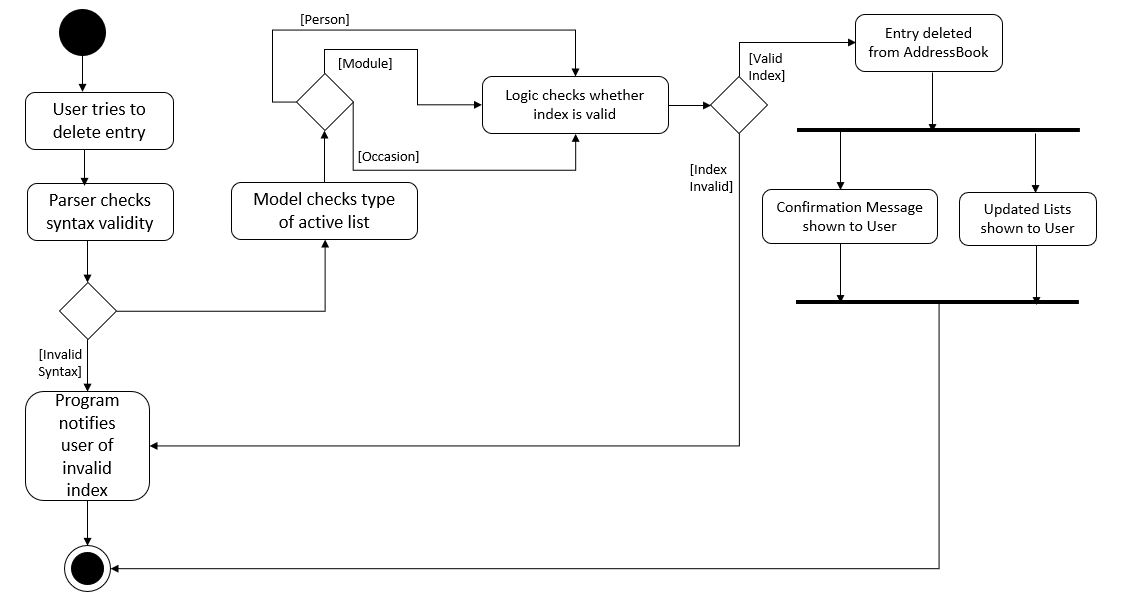 User tries to
delete entry
Parser checks
syntax validity
[Invalid
Syntax]
Program
notifies
user of
invalid
index
Model checks type
of active list
[Person]
[Module]
[Occasion]
Logic checks whether
index is valid
[Valid
Index]
[Index
Invalid]
Entry deleted
from AddressBook
Confirmation Message
shown to User
Updated Lists
shown to User